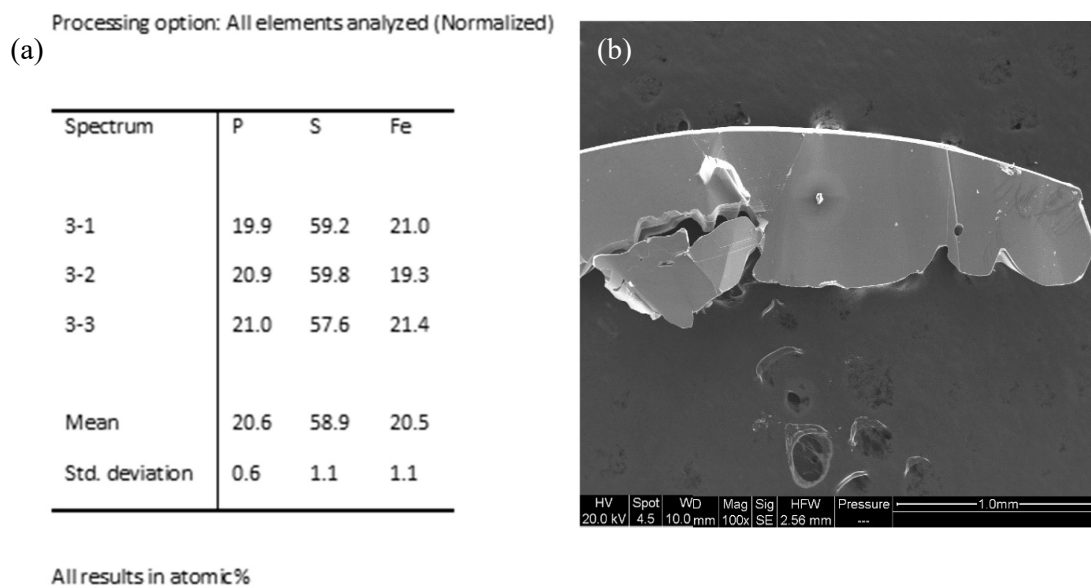 Processing option: All elements analyzed (Normalized)
(a)
Spectrum P S Fe
3-1 19.9 59.2 21.0
3-2 20.9 59.8 19.3
3-3 21.0 57.6 21.4
Mean 20.6 58.9 20.5
Std. deviation 0.6 1.1 1.1
All results in atomic%
(b)
HV Spot WD Mag Sig HFW Pressure 1.0mm
20.0 kV 4.5 10.0 mm 100x SE 2.56 mm ---